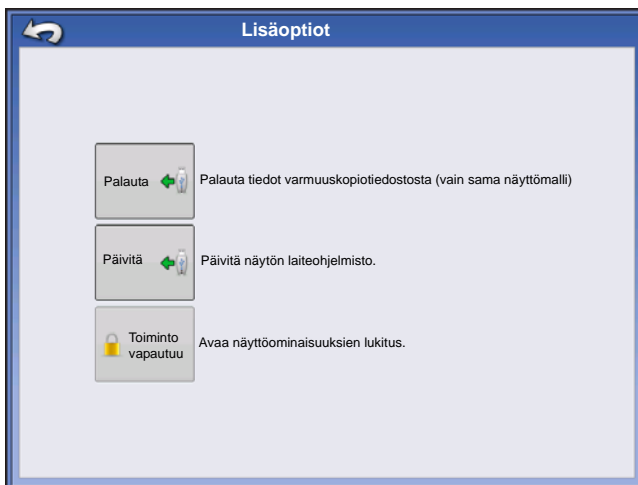 Lisäoptiot
Palauta
Palauta tiedot varmuuskopiotiedostosta (vain sama näyttömalli)
Päivitä
Päivitä näytön laiteohjelmisto.
Toiminto
vapautuu
Avaa näyttöominaisuuksien lukitus.